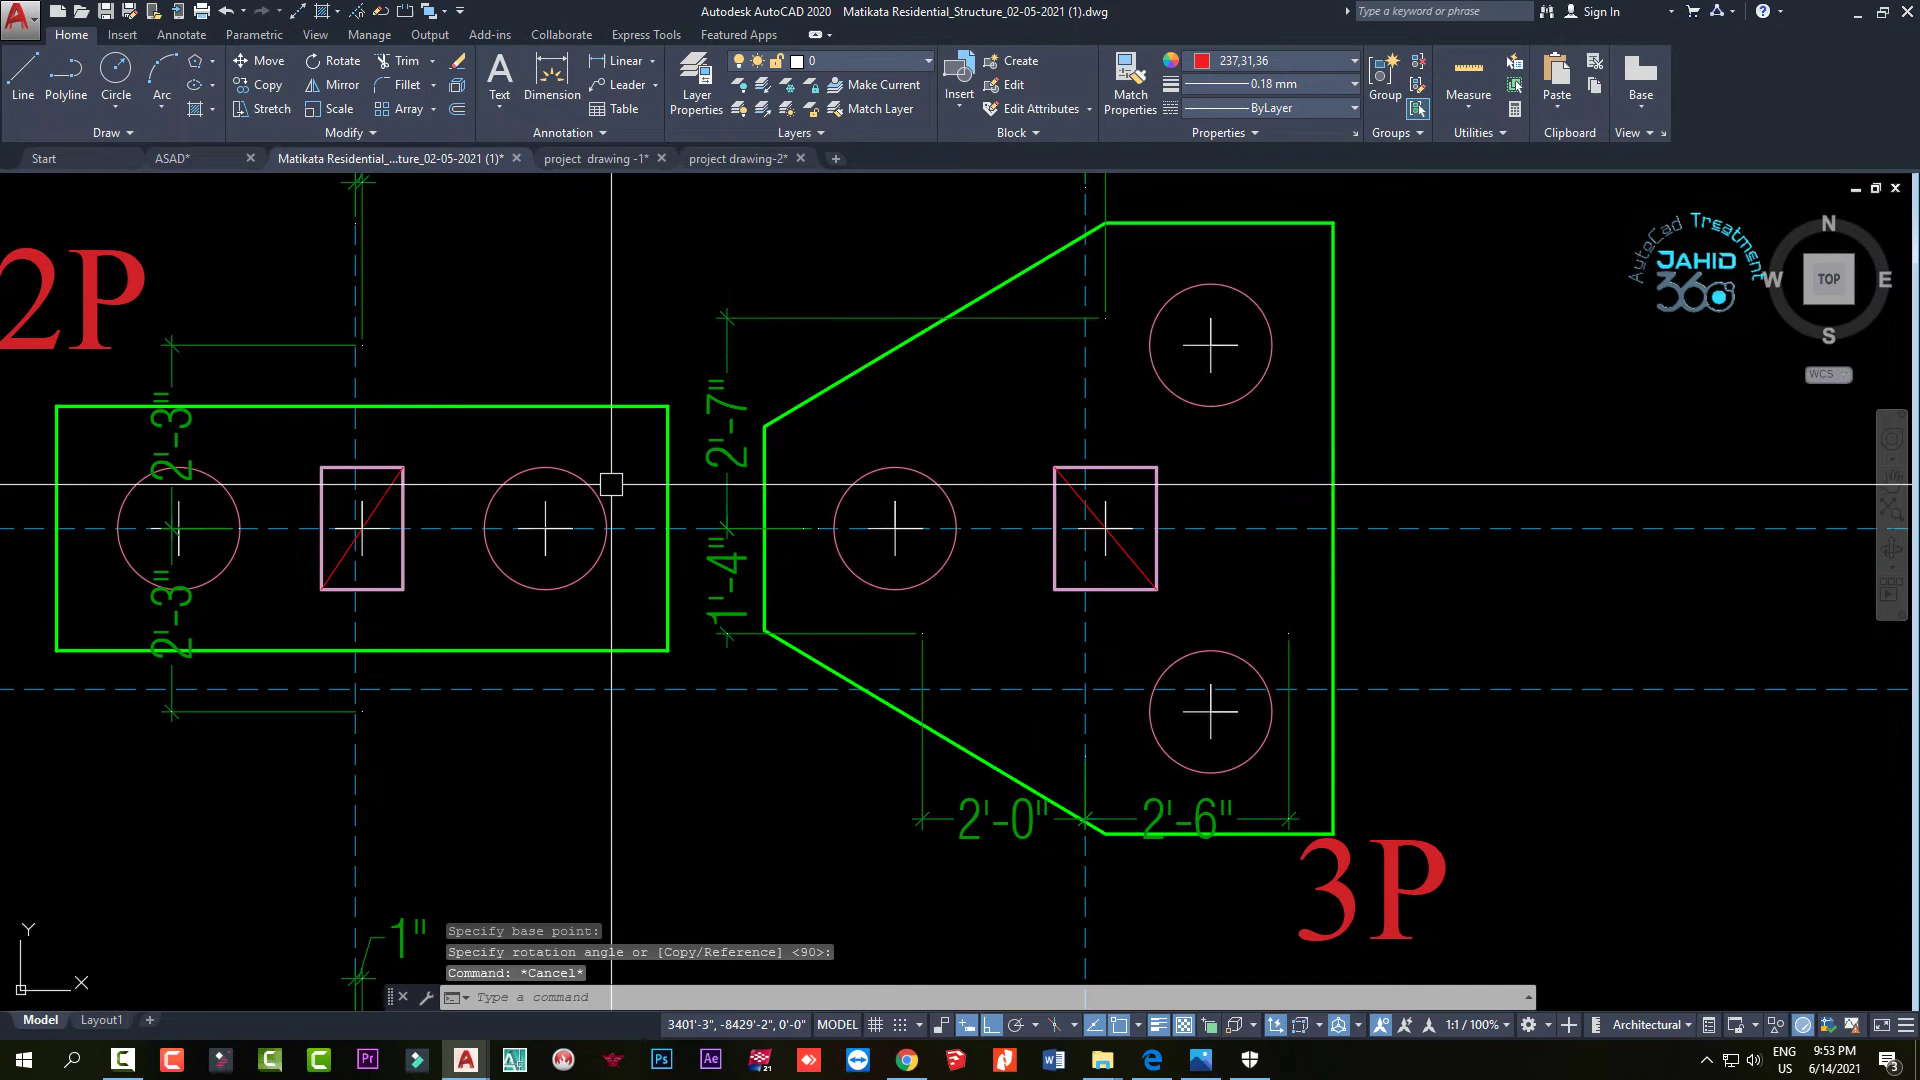 Autodesk AutoCAD 2020 Matikata Residential_Structure_02-05-2021 (1).dwg
Type a keyword or phrase
Sign In
Home Insert Annotate Parametric View Manage Output Add-ins Collaborate Express Tools Featured Apps
Line Polyline Circle Arc
Move Rotate Trim
Copy Mirror Fillet
Stretch Scale Array
Text Dimension
Linear
Leader
Table
Layer Properties
0
Make Current
Match Layer
Insert
Create
Edit
Edit Attributes
Match Properties
237,31,36
0.18 mm
ByLayer
Group Measure Paste Base
Draw Modify Annotation Layers Block Properties Groups Utilities Clipboard View
Start ASAD* Matikata Residential_...ture_02-05-2021 (1)* project drawing -1* project drawing-2*
AutoCad Treatment
JAHID
360
N
W TOP E
S
WCS
2P
2'-3"
2'-3"
2'-7"
1'-4"
2'-0" 2'-6"
3P
1"
Y
X
Specify base point:
Specify rotation angle or [Copy/Reference] <90>:
Command: *Cancel*
Type a command
Model Layout1
3401'-3", -8429'-2", 0'-0" MODEL 1:1 / 100% Architectural
Pr Ps Ae 21
ENG
US
9:53 PM
6/14/2021
3